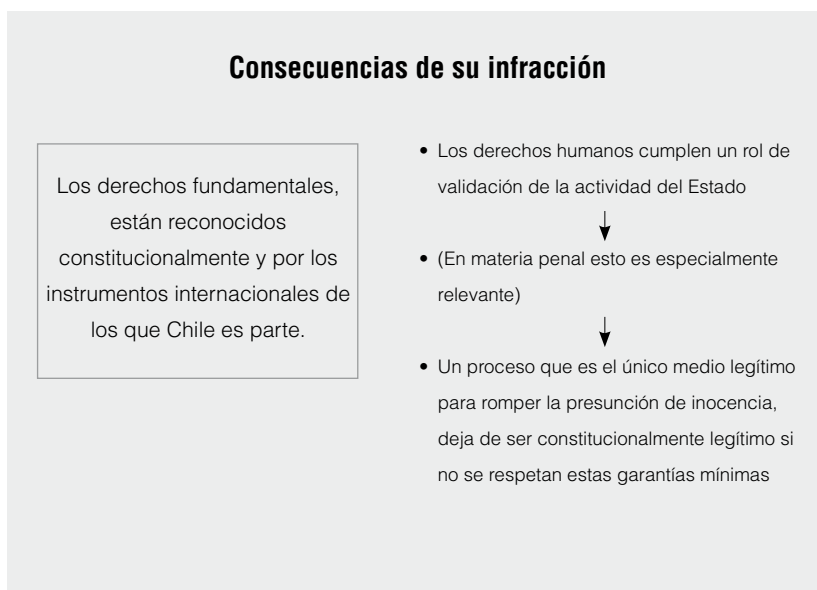 Consecuencias de su infracción
Los derechos fundamentales,
están reconocidos
constitucionalmente y por los
instrumentos internacionales de
los que Chile es parte.
• Los derechos humanos cumplen un rol de
validación de la actividad del Estado
• (En materia penal esto es especialmente
relevante)
• Un proceso que es el único medio legítimo
para romper la presunción de inocencia,
deja de ser constitucionalmente legítimo si
no se respetan estas garantías mínimas